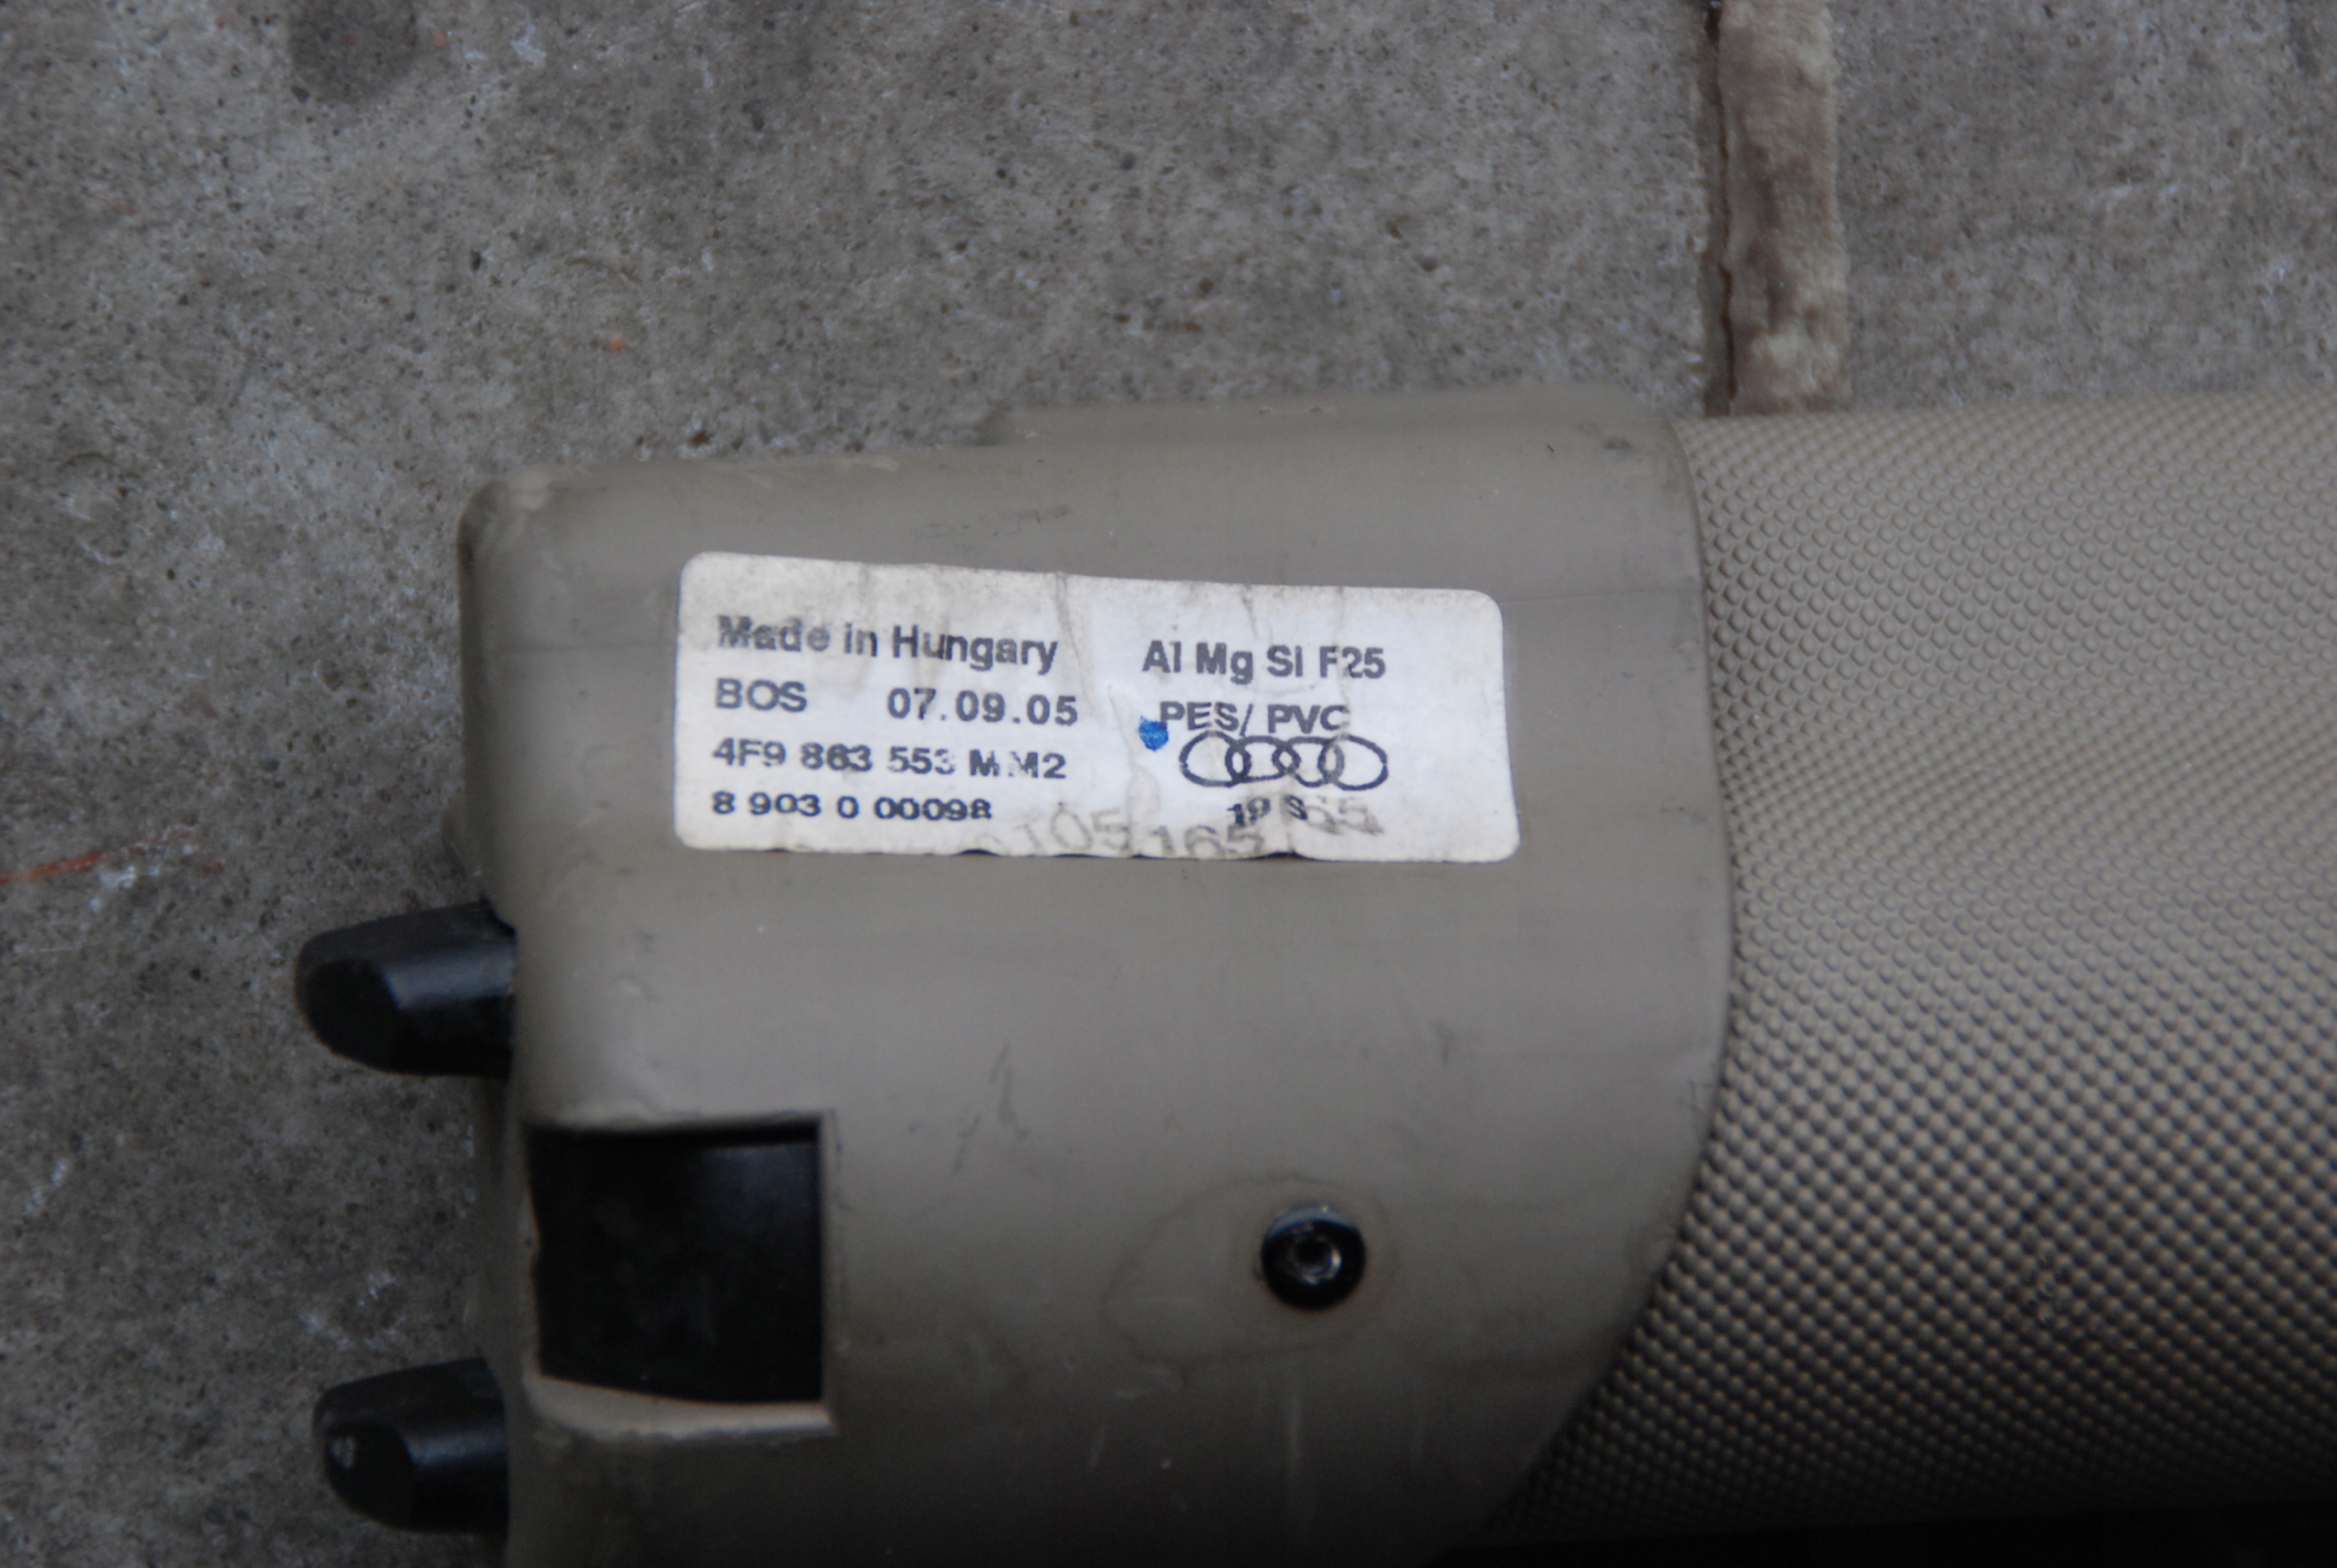 Made in Hungary Al Mg Si F25
BOS 07.09.05 PES/ PVC
4F9 863 553 M M2
8 903 0 00098